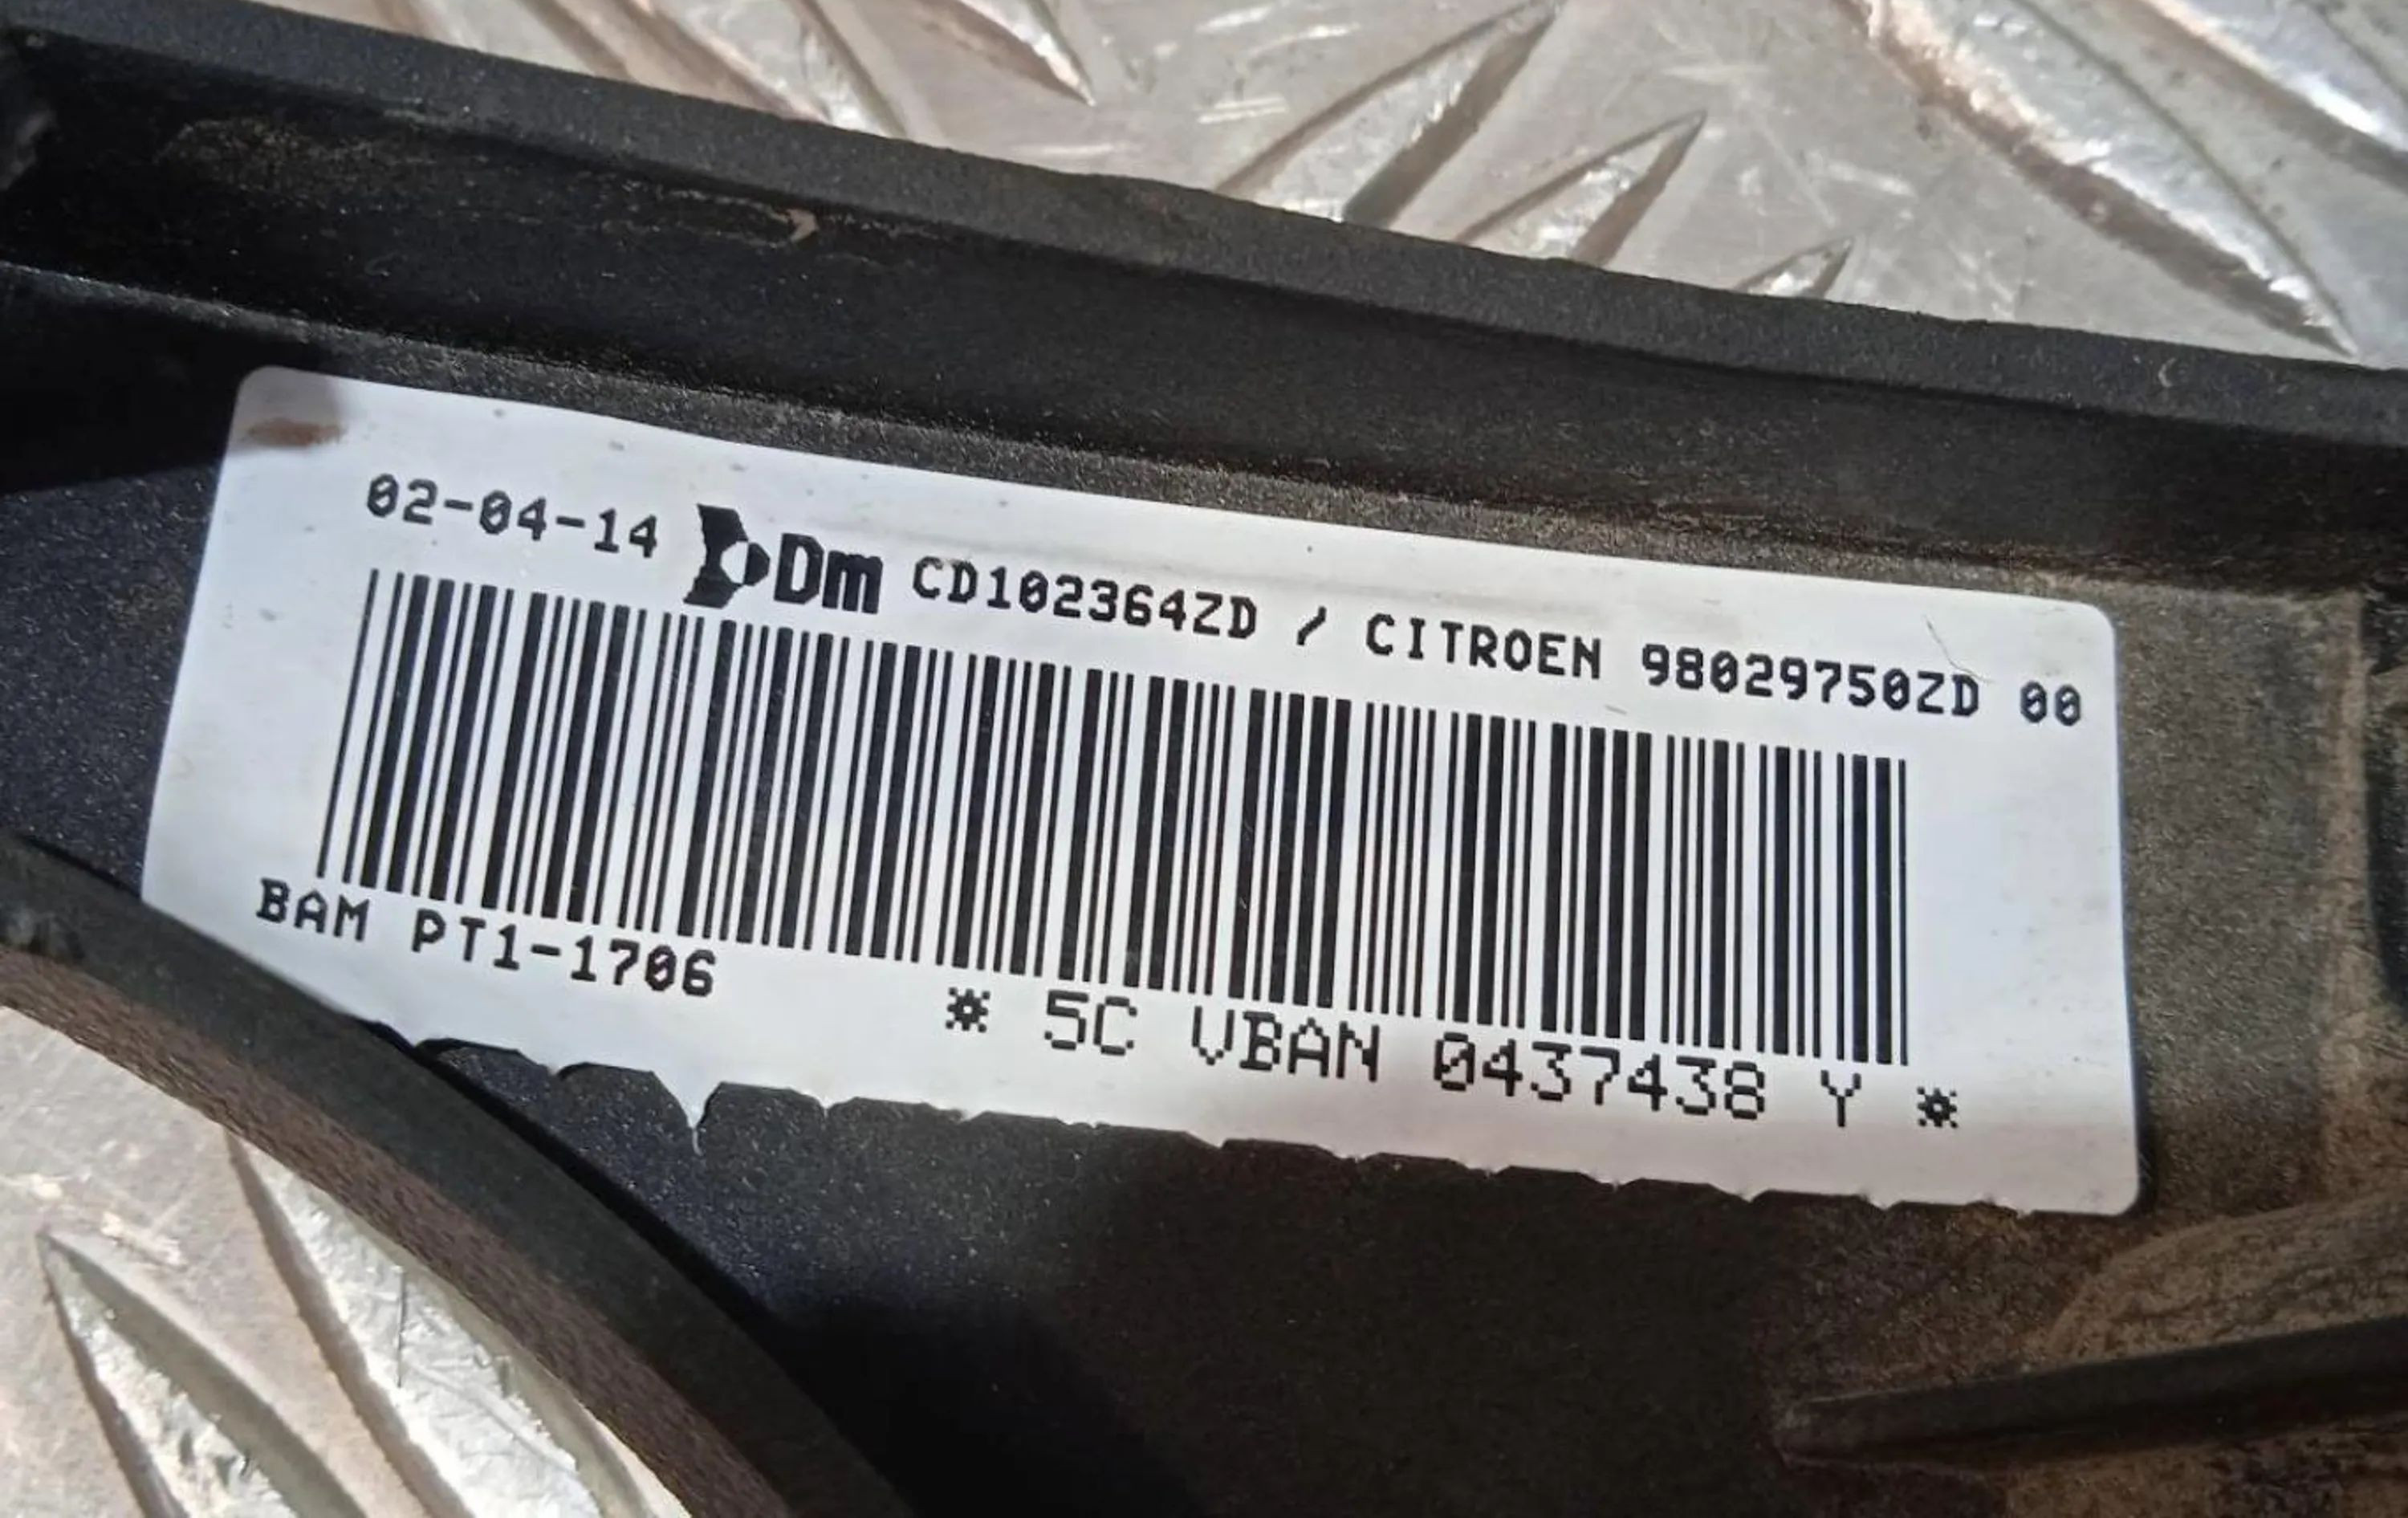 02-04-14 Dm CD102364ZD / CITROEN 98029750ZD 00
BAM PT1-1706
* 5C VBAN 0437438 Y *